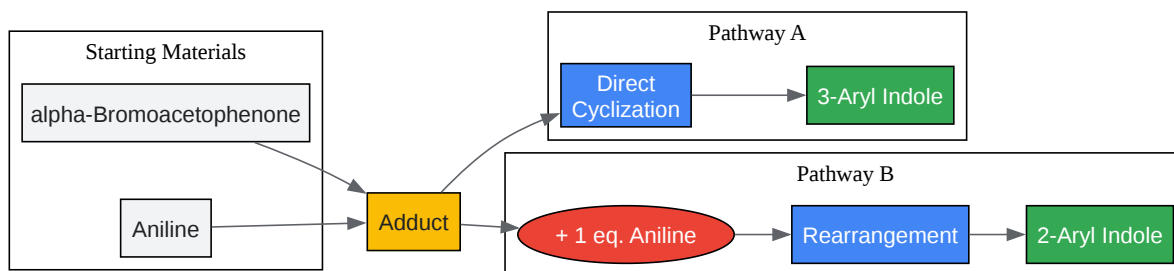 Starting Materials
alpha-Bromoacetophenone
Aniline
Adduct
Pathway A
Direct
Cyclization
3-Aryl Indole
Pathway B
+ 1 eq. Aniline
Rearrangement
2-Aryl Indole